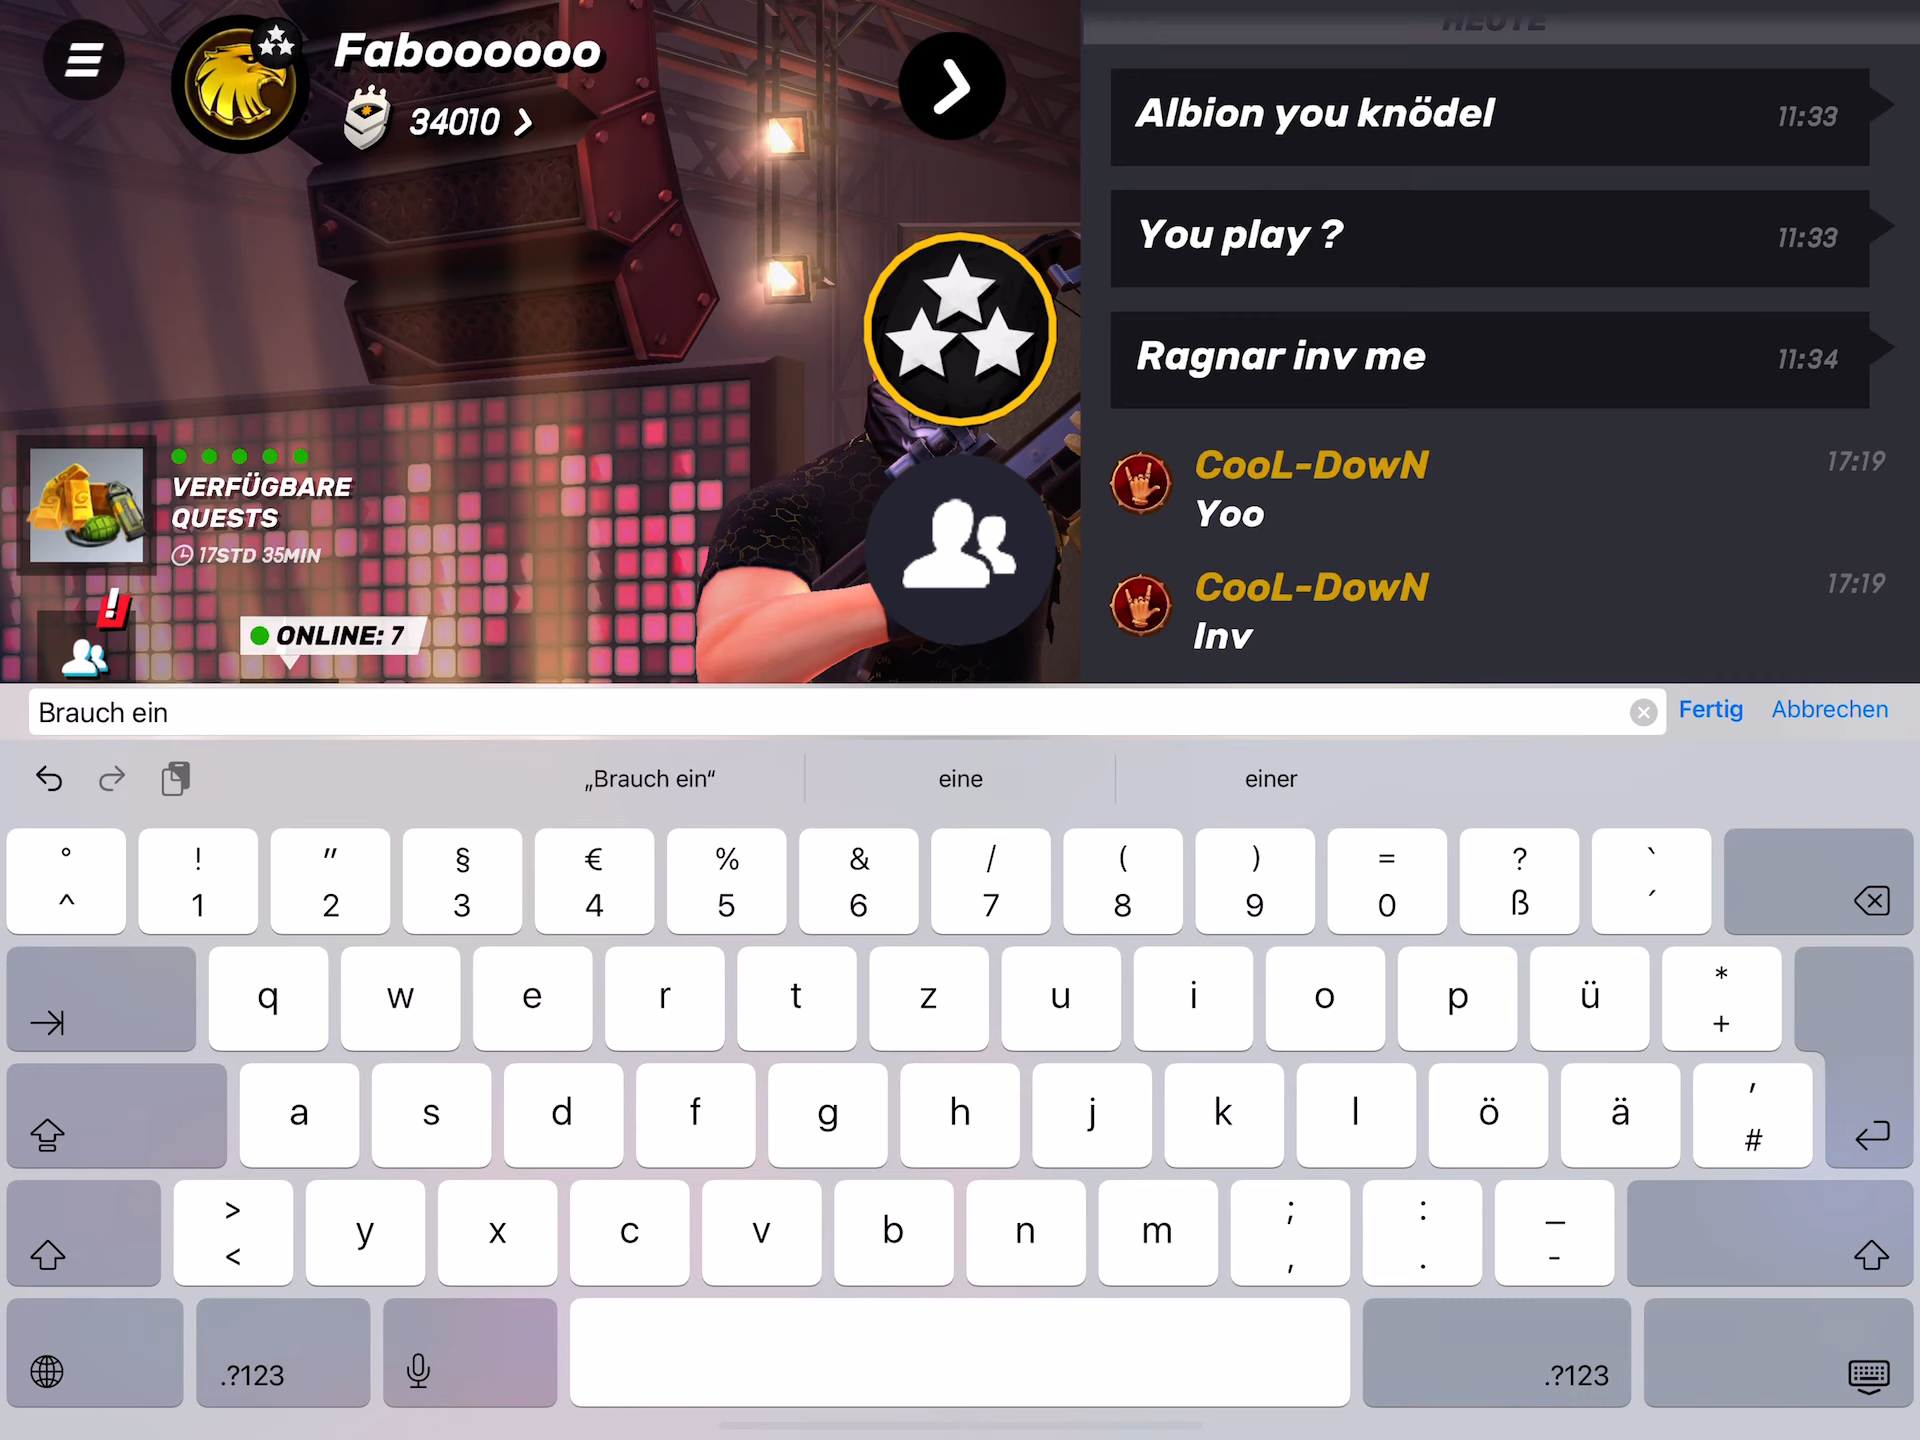 Faboooooo
34010
HEUTE
Albion you knödel
11:33
You play ?
11:33
Ragnar inv me
11:34
CooL-DowN
17:19
Yoo
CooL-DowN
17:19
Inv
VERFÜGBARE
QUESTS
17STD 35MIN
!
ONLINE: 7
Brauch ein
Fertig
Abbrechen
„Brauch ein“
eine
einer
° ! " § € % & / ( ) = ? `
^ 1 2 3 4 5 6 7 8 9 0 ß ´
q w e r t z u i o p ü *
+
a s d f g h j k l ö ä '
#
> y x c v b n m ; : _
< , . -
.?123
.?123